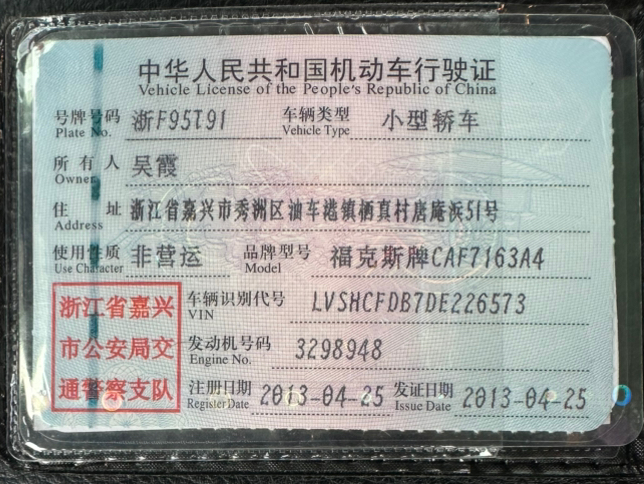 中华人民共和国机动车行驶证
Vehicle License of the People's Republic of China
号牌号码 浙F95T91 车辆类型 小型轿车
Plate No. Vehicle Type
所有人 吴霞
Owner
住址 浙江省嘉兴市秀洲区油车港镇栖真村唐庵浜51号
Address
使用性质 非营运 品牌型号 福克斯牌CAF7163A4
Use Character Model
浙江省嘉兴 车辆识别代号 LVSHCFDB7DE226573
VIN
市公安局交 发动机号码 3298948
Engine No.
通警察支队 注册日期 2013-04-25 发证日期 2013-04-25
Register Date Issue Date